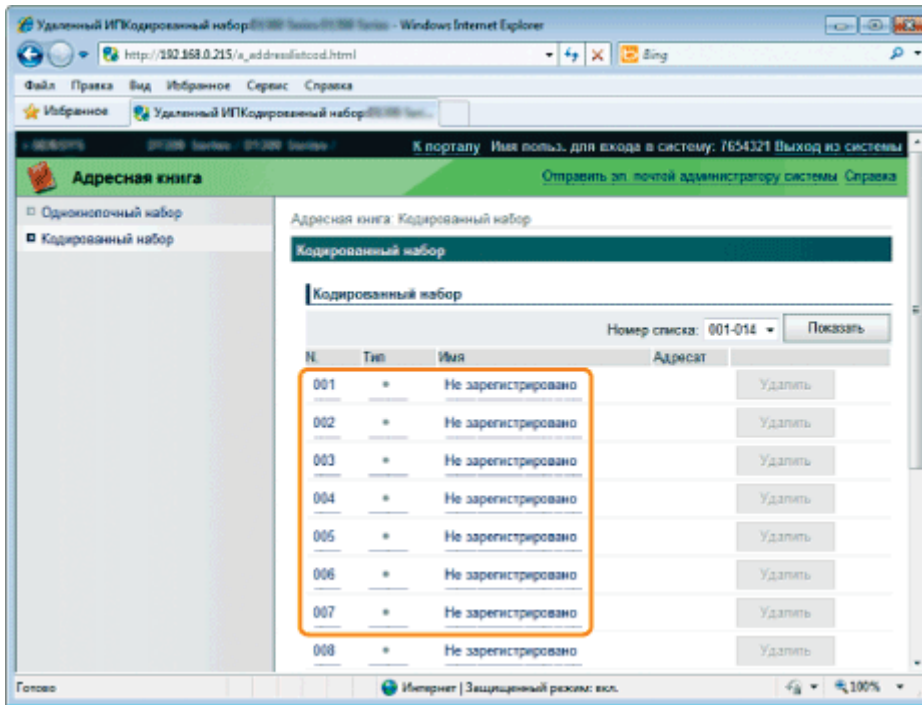 Удаленный ИПКодированный набор - Windows Internet Explorer
http://192.168.0.215/a_addresslistcod.html
Bing
Файл Правка Вид Избранное Сервис Справка
Избранное Удаленный ИПКодированный набор
К порталу Имя польз. для входа в систему: 7654321 Выход из системы
Адресная книга Отправить эл. почтой администратору системы Справка
Однокнопочный набор
Кодированный набор
Адресная книга: Кодированный набор
Кодированный набор
Кодированный набор
Номер списка: 001-014 Показать
N. Тип Имя Адресат
001 Не зарегистрировано Удалить
002 Не зарегистрировано Удалить
003 Не зарегистрировано Удалить
004 Не зарегистрировано Удалить
005 Не зарегистрировано Удалить
006 Не зарегистрировано Удалить
007 Не зарегистрировано Удалить
008 Не зарегистрировано Удалить
Готово Интернет | Защищенный режим: вкл. 100%